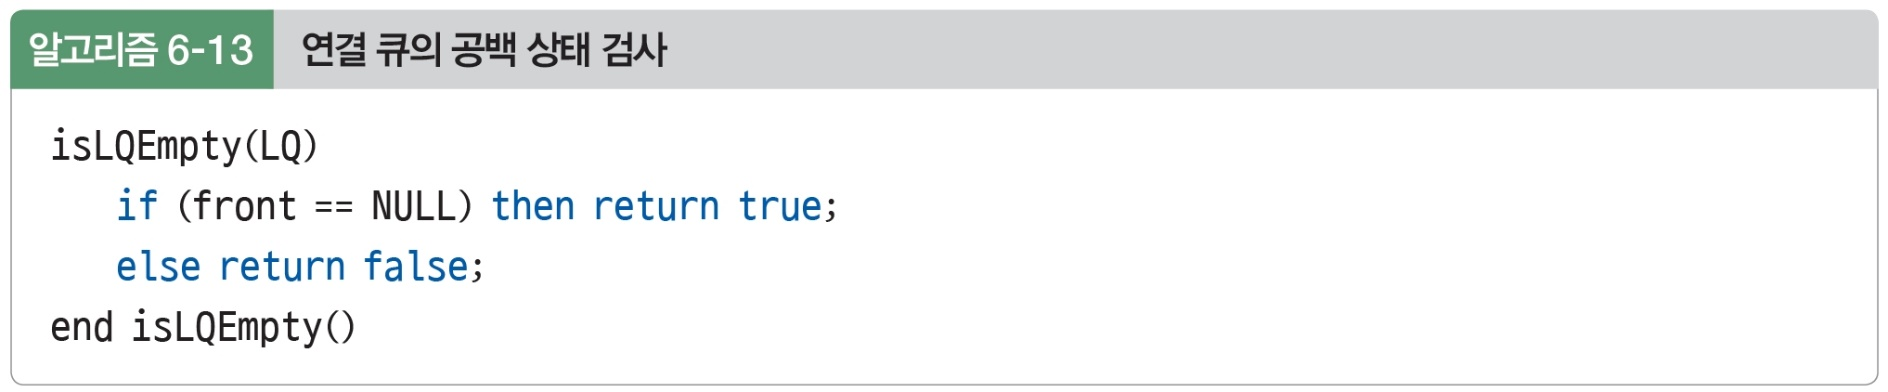 알고리즘 6-13 연결 큐의 공백 상태 검사
isLQEmpty(LQ)
if (front == NULL) then return true;
else return false;
end isLQEmpty()